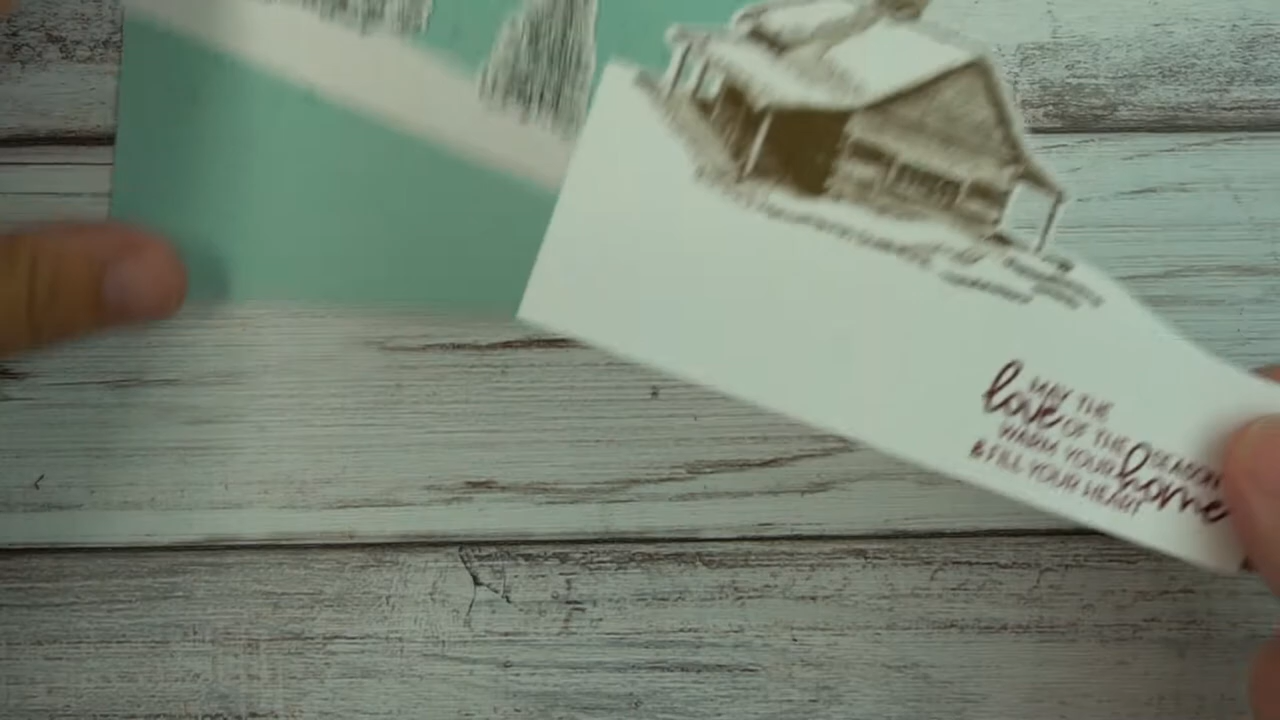 MAY THE
love OF THE SEASON
WARM YOUR home
& FILL YOUR HEART